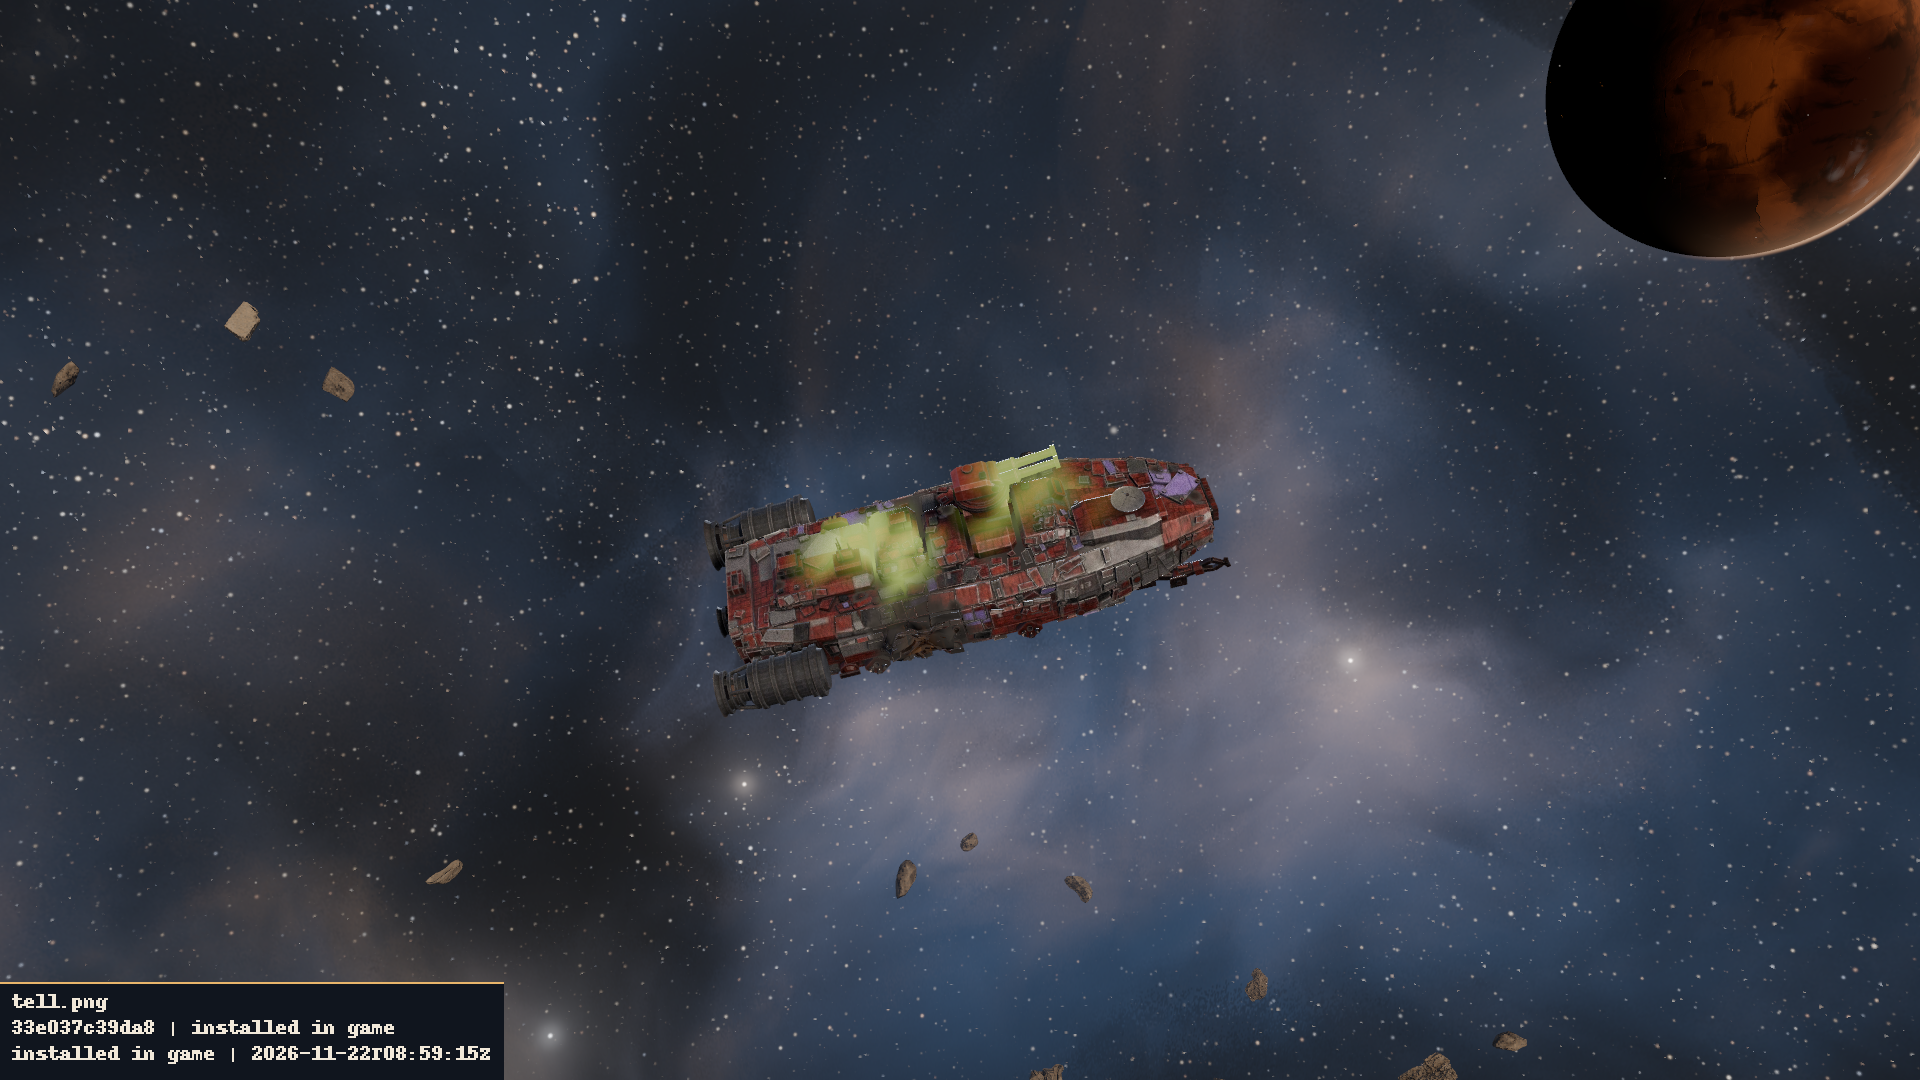 tell.png
33e037c39da8 | installed in game
installed in game | 2026-11-22T08:59:15Z